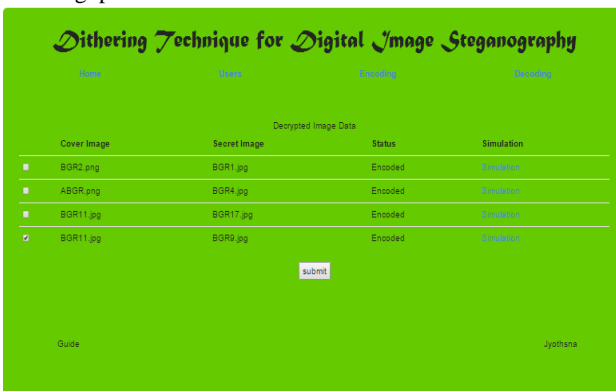 Dithering Technique for Digital Image Steganography
Home Users Encoding Decoding
Decrypted Image Data
Cover Image Secret Image Status Simulation
BGR2.png BGR1.jpg Encoded Simulation
ABGR.png BGR4.jpg Encoded Simulation
BGR11.jpg BGR17.jpg Encoded Simulation
BGR11.jpg BGR9.jpg Encoded Simulation
submit
Guide Jyothsna